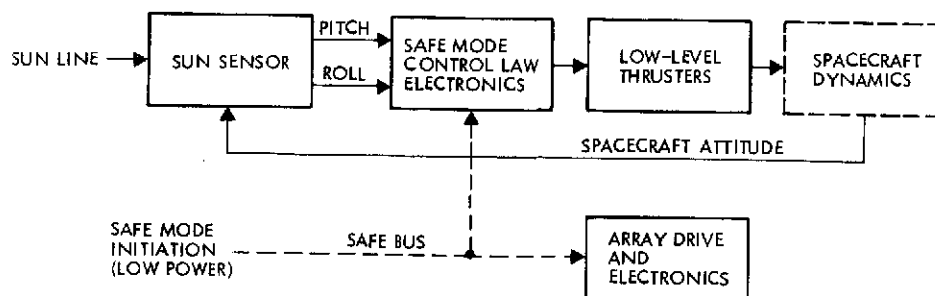 SUN LINE
SUN SENSOR
PITCH
ROLL
SAFE MODE
CONTROL LAW
ELECTRONICS
LOW-LEVEL
THRUSTERS
SPACECRAFT
DYNAMICS
SPACECRAFT ATTITUDE
SAFE MODE
INITIATION
(LOW POWER)
SAFE BUS
ARRAY DRIVE
AND
ELECTRONICS